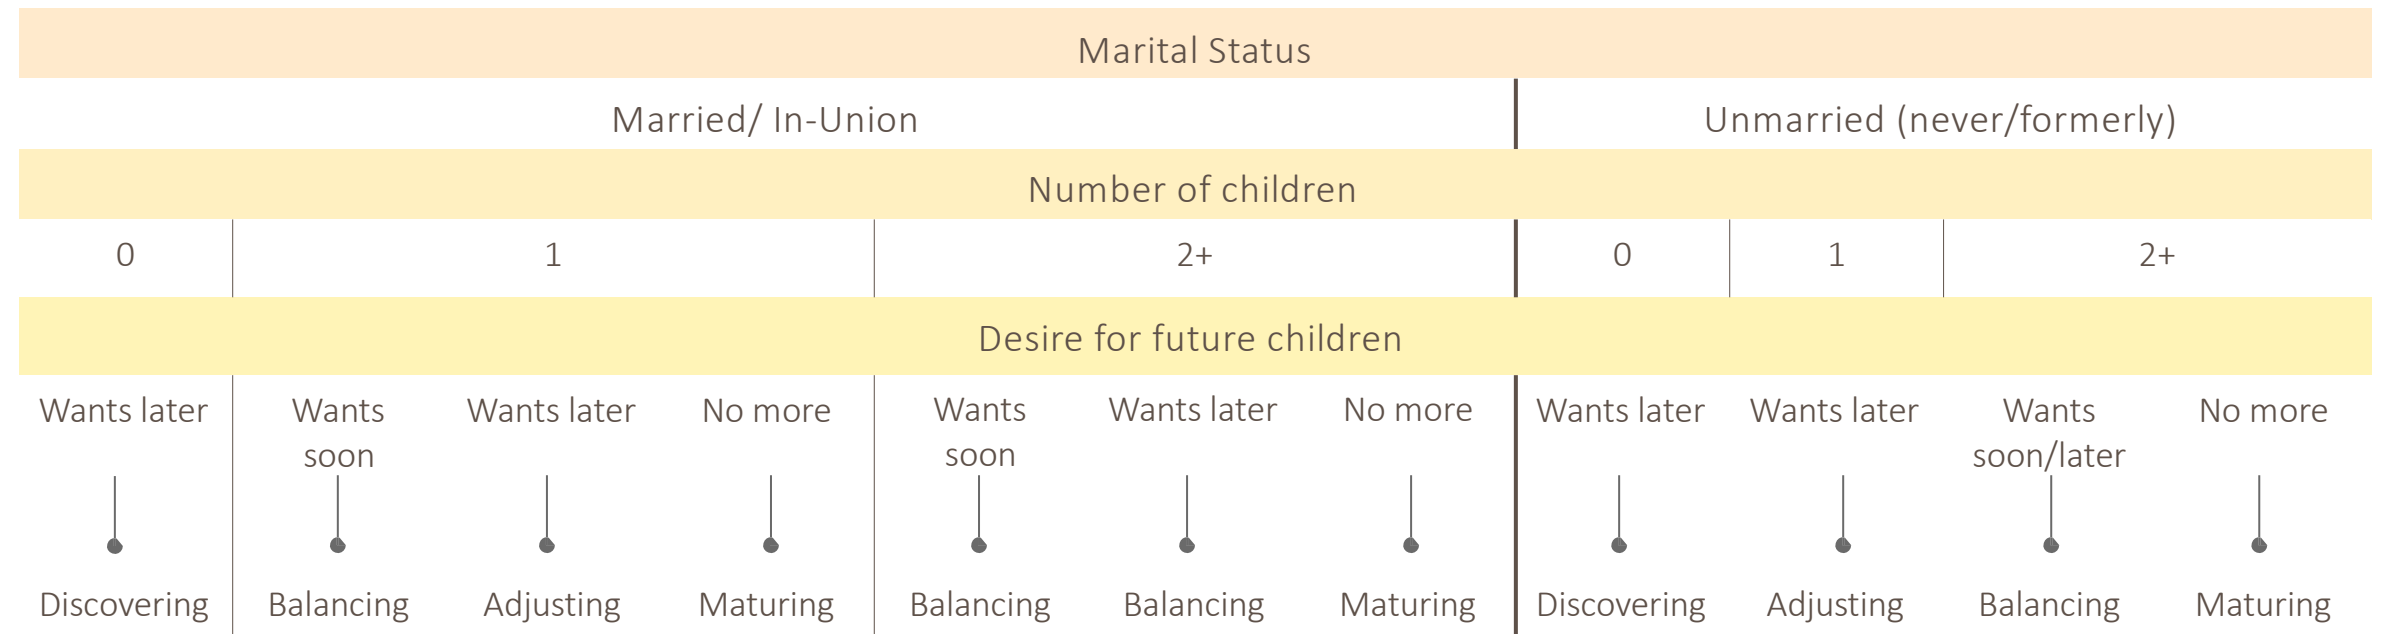 Marital Status
Married/ In-Union
Unmarried (never/formerly)
Number of children
0
1
2+
0
1
2+
Desire for future children
Wants later
Wants
soon
Wants later
No more
Wants
soon
Wants later
No more
Wants later
Wants later
Wants
soon/later
No more
Discovering
Balancing
Adjusting
Maturing
Balancing
Balancing
Maturing
Discovering
Adjusting
Balancing
Maturing